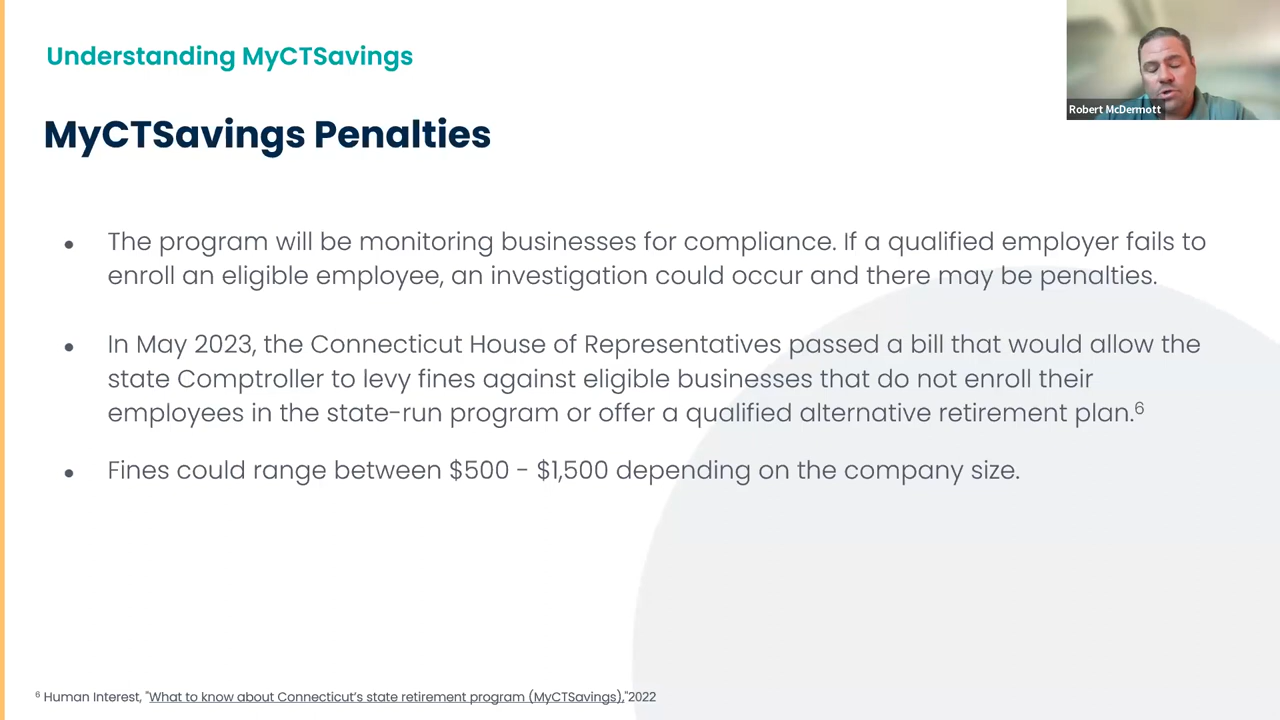 Understanding MyCTSavings
Robert McDermott
MyCTSavings Penalties
● The program will be monitoring businesses for compliance. If a qualified employer fails to
enroll an eligible employee, an investigation could occur and there may be penalties.
● In May 2023, the Connecticut House of Representatives passed a bill that would allow the
state Comptroller to levy fines against eligible businesses that do not enroll their
employees in the state-run program or offer a qualified alternative retirement plan.⁶
● Fines could range between $500 - $1,500 depending on the company size.
⁶ Human Interest, "What to know about Connecticut's state retirement program (MyCTSavings),"2022